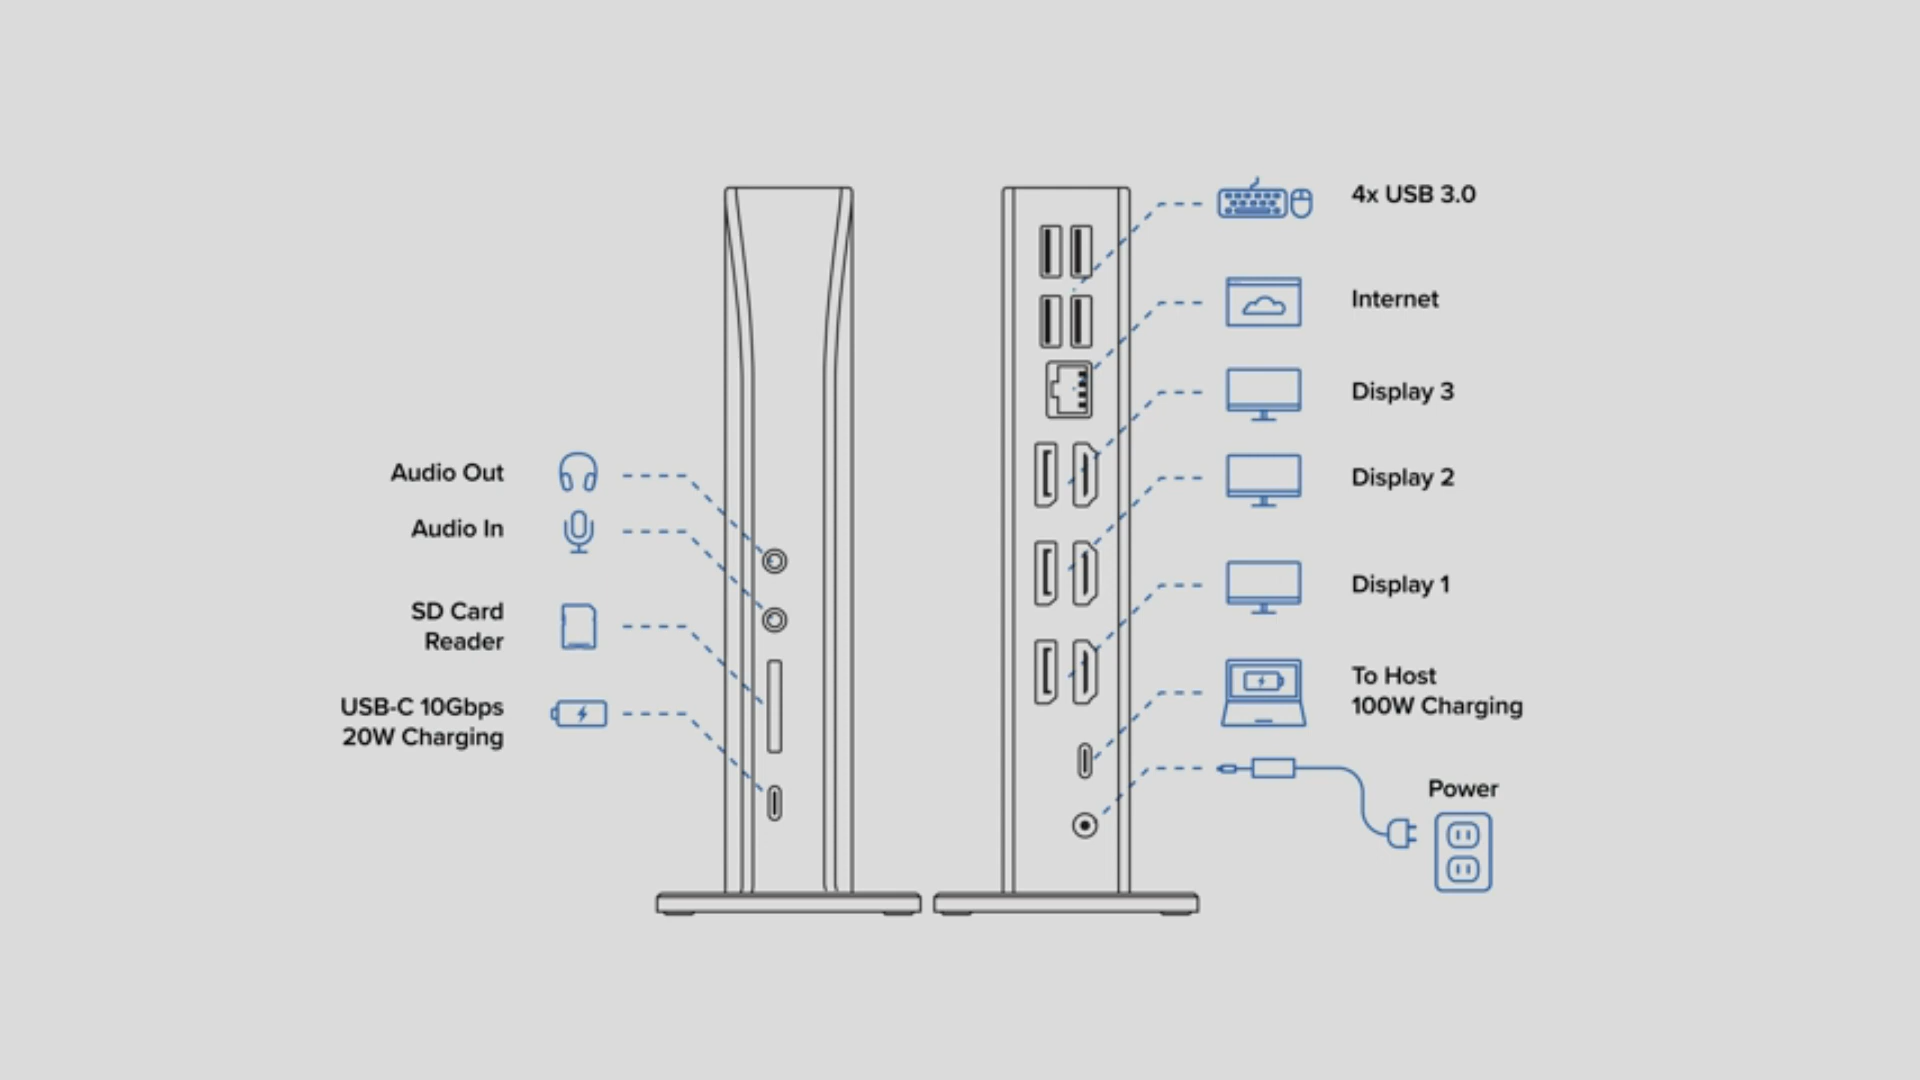 Audio Out
Audio In
SD Card
Reader
USB-C 10Gbps
20W Charging
4x USB 3.0
Internet
Display 3
Display 2
Display 1
To Host
100W Charging
Power